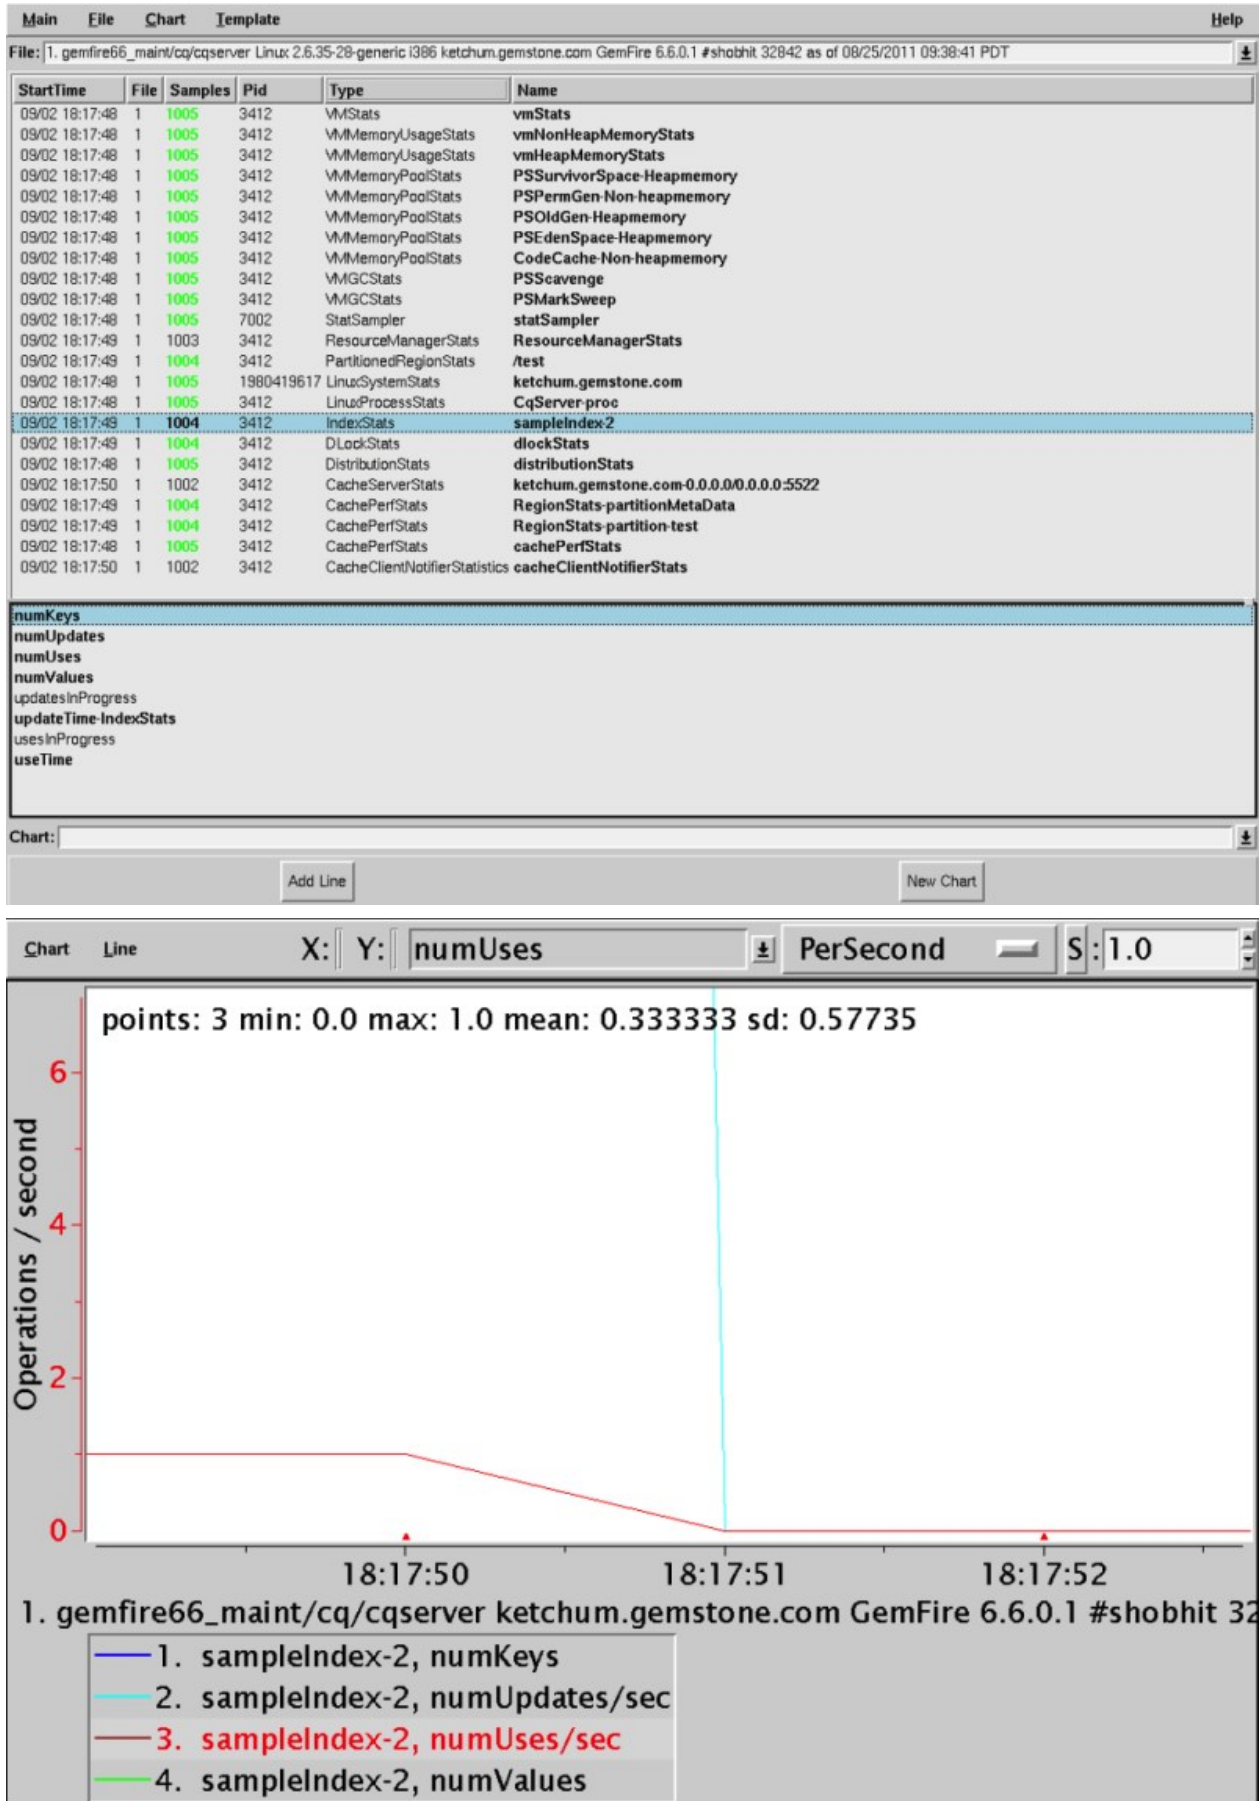 Main File Chart Template Help
File: 1. gemfire66_maint/cq/cqserver Linux 2.6.35-28-generic i386 ketchum.gemstone.com GemFire 6.6.0.1 #shobhit 32842 as of 08/25/2011 09:38:41 PDT
StartTime File Samples Pid Type Name
09/02 18:17:48 1 1005 3412 VMStats vmStats
09/02 18:17:48 1 1005 3412 VMMemoryUsageStats vmNonHeapMemoryStats
09/02 18:17:48 1 1005 3412 VMMemoryUsageStats vmHeapMemoryStats
09/02 18:17:48 1 1005 3412 VMMemoryPoolStats PSSurvivorSpace-Heapmemory
09/02 18:17:48 1 1005 3412 VMMemoryPoolStats PSPermGen-Non-heapmemory
09/02 18:17:48 1 1005 3412 VMMemoryPoolStats PSOldGen-Heapmemory
09/02 18:17:48 1 1005 3412 VMMemoryPoolStats PSEdenSpace-Heapmemory
09/02 18:17:48 1 1005 3412 VMMemoryPoolStats CodeCache-Non-heapmemory
09/02 18:17:48 1 1005 3412 VMGCStats PSScavenge
09/02 18:17:48 1 1005 3412 VMGCStats PSMarkSweep
09/02 18:17:48 1 1005 7002 StatSampler statSampler
09/02 18:17:49 1 1003 3412 ResourceManagerStats ResourceManagerStats
09/02 18:17:49 1 1004 3412 PartitionedRegionStats /test
09/02 18:17:48 1 1005 1980419617 LinuxSystemStats ketchum.gemstone.com
09/02 18:17:48 1 1005 3412 LinuxProcessStats CqServer-proc
09/02 18:17:49 1 1004 3412 IndexStats sampleIndex-2
09/02 18:17:49 1 1004 3412 DLockStats dlockStats
09/02 18:17:48 1 1005 3412 DistributionStats distributionStats
09/02 18:17:50 1 1002 3412 CacheServerStats ketchum.gemstone.com-0.0.0.0/0.0.0.0:5522
09/02 18:17:49 1 1004 3412 CachePerfStats RegionStats-partitionMetaData
09/02 18:17:49 1 1004 3412 CachePerfStats RegionStats-partition-test
09/02 18:17:48 1 1005 3412 CachePerfStats cachePerfStats
09/02 18:17:50 1 1002 3412 CacheClientNotifierStatistics cacheClientNotifierStats
numKeys
numUpdates
numUses
numValues
updatesInProgress
updateTime-IndexStats
usesInProgress
useTime
Chart:
Add Line New Chart
Chart Line X: Y: numUses PerSecond S: 1.0
points: 3 min: 0.0 max: 1.0 mean: 0.333333 sd: 0.57735
Operations / second
6
4
2
0
18:17:50 18:17:51 18:17:52
1. gemfire66_maint/cq/cqserver ketchum.gemstone.com GemFire 6.6.0.1 #shobhit 32
1. sampleIndex-2, numKeys
2. sampleIndex-2, numUpdates/sec
3. sampleIndex-2, numUses/sec
4. sampleIndex-2, numValues